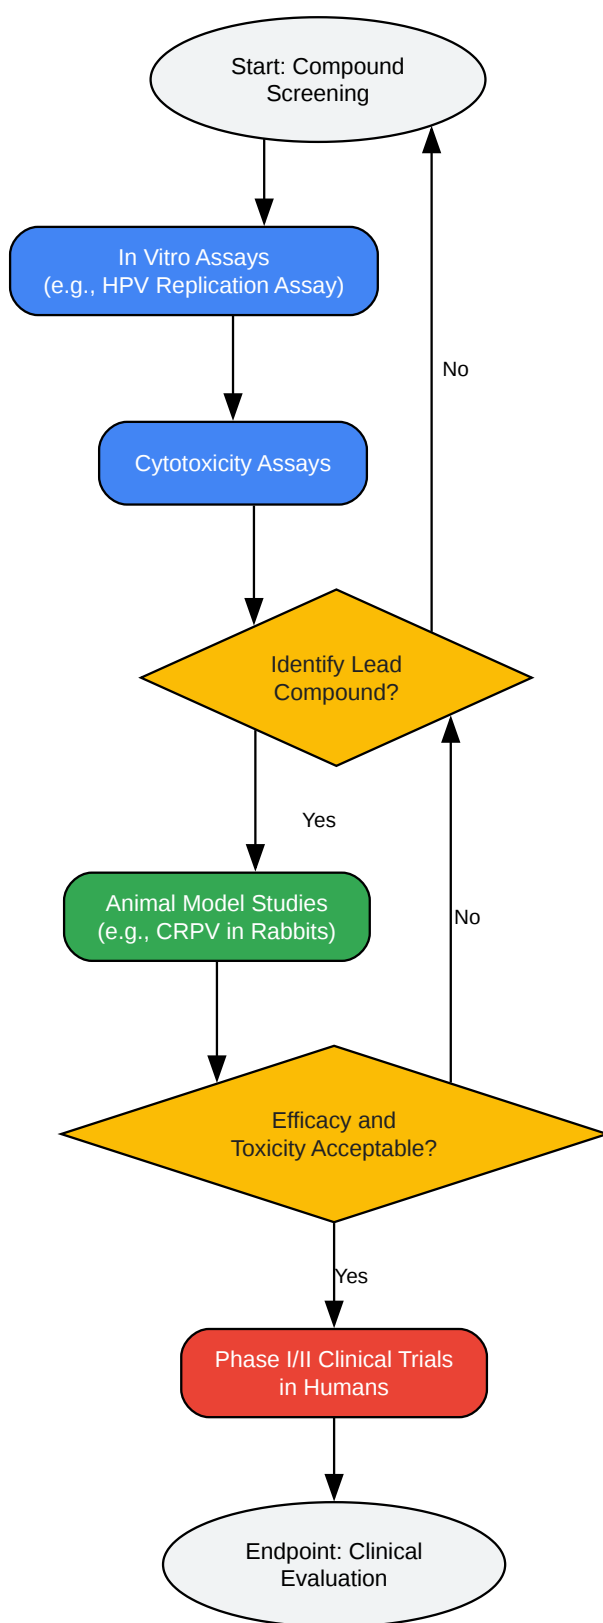 Start: Compound
Screening
In Vitro Assays
(e.g., HPV Replication Assay)
No
Cytotoxicity Assays
Identify Lead
Compound?
Yes
Animal Model Studies
(e.g., CRPV in Rabbits)
No
Efficacy and
Toxicity Acceptable?
Yes
Phase I/II Clinical Trials
in Humans
Endpoint: Clinical
Evaluation